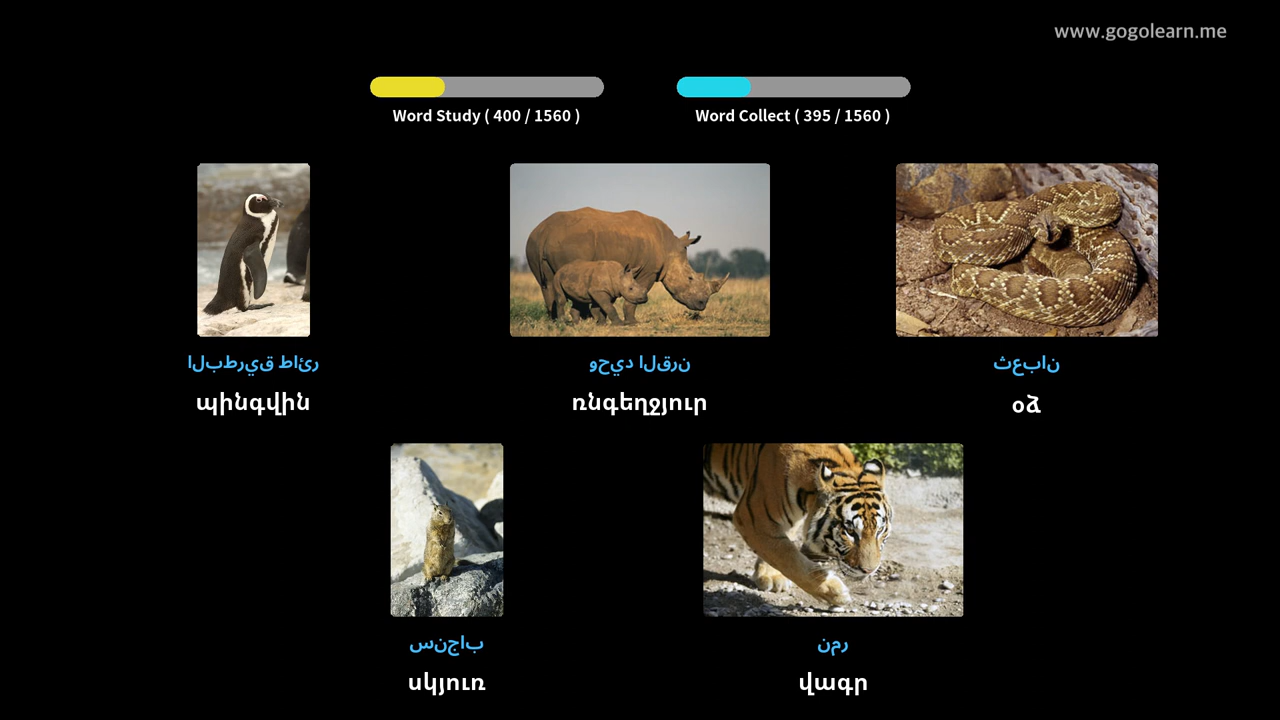 www.gogolearn.me
Word Study ( 400 / 1560 )
Word Collect ( 395 / 1560 )
البطريق طائر
وحيد القرن
ثعبان
պինգվին
ռնգեղջյուր
օձ
سنجاب
نمر
սկյուռ
վագր